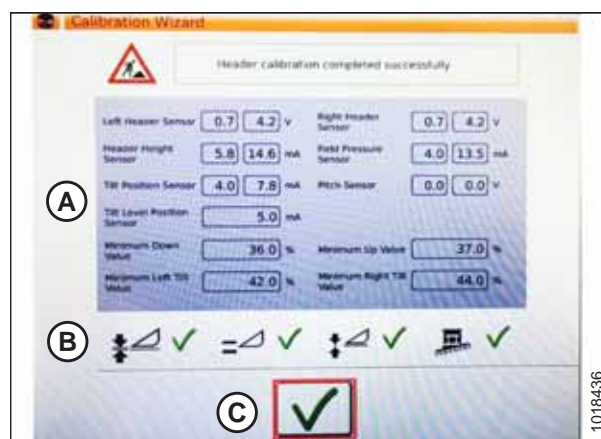 Calibration Wizard
Header calibration completed successfully
Left Header Sensor 0.7 4.2 V Right Header Sensor 0.7 4.2 V
Header Height Sensor 5.8 14.6 mA Field Pressure Sensor 4.0 13.5 mA
Tilt Position Sensor 4.0 7.8 mA Pitch Sensor 0.0 0.0 V
Tilt Level Position Sensor 5.0 mA
Minimum Down Value 36.0 % Minimum Up Value 37.0 %
Minimum Left Tilt Value 42.0 % Minimum Right Tilt Value 44.0 %
A
B
C
1018436